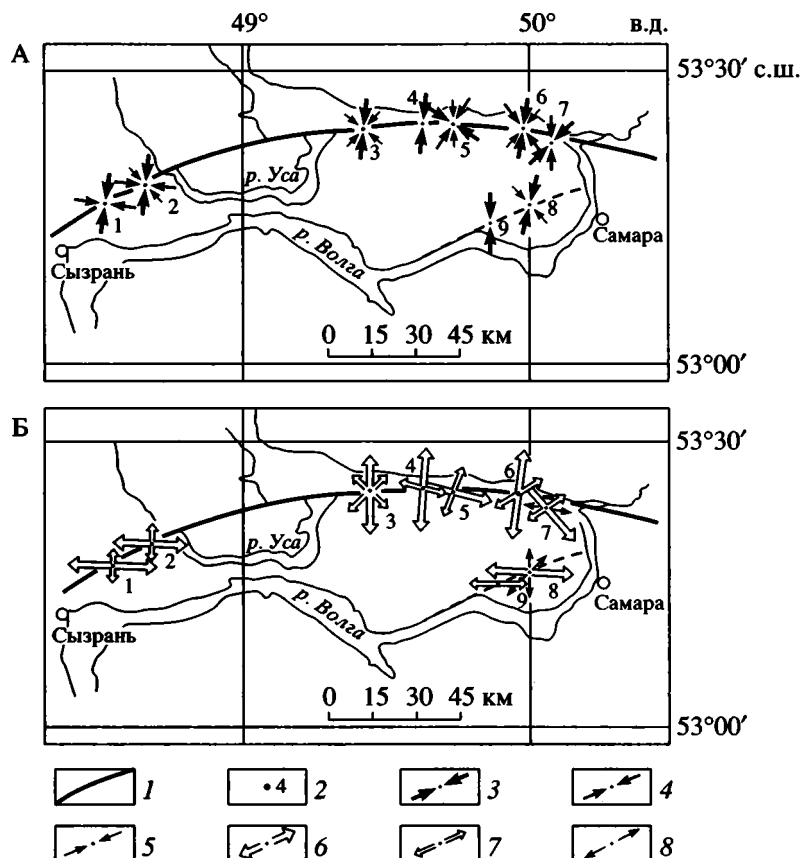 49° 50° в.д.
А
53°30′ с.ш.
4 6 7
3 5
р. Уса
1 2
8
9
р. Волга
Сызрань
Самара
0 15 30 45 км
53°00′
Б
53°30′
4 6
3 5
7
р. Уса
2
1
8
9
р. Волга
Сызрань
Самара
0 15 30 45 км
53°00′
1 4 2 3 4
5 6 7 8